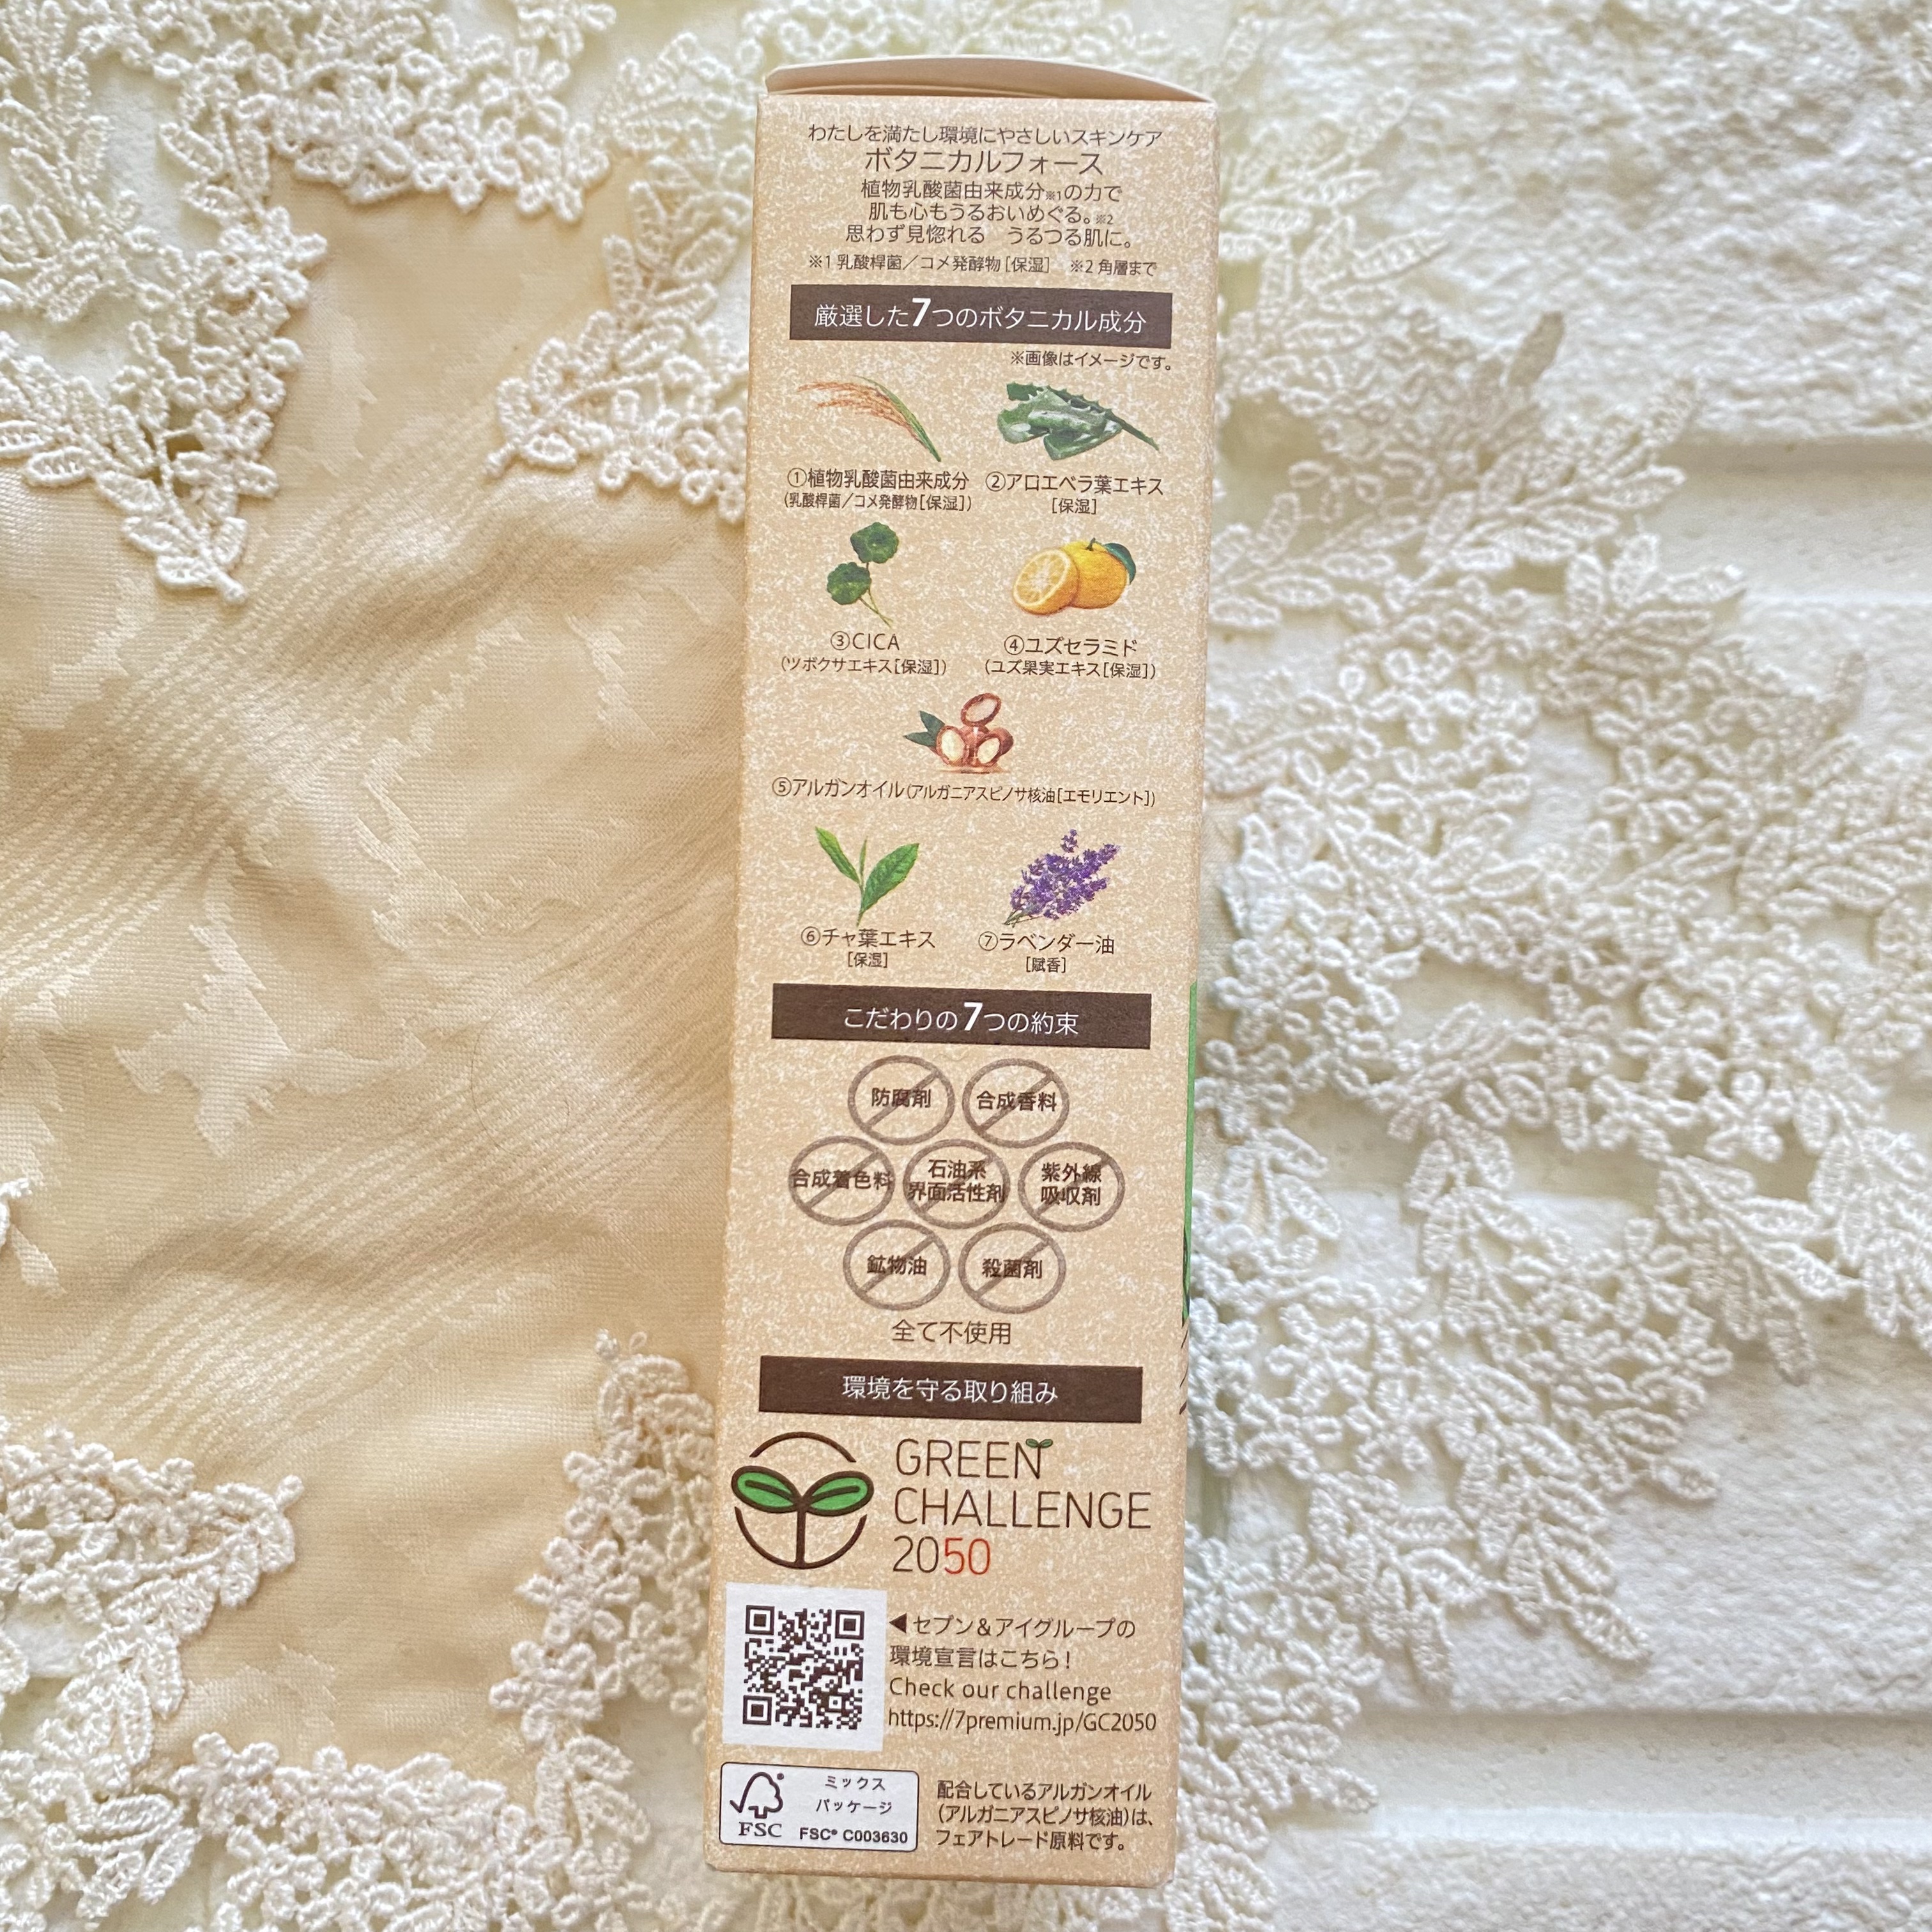 わたしを満たし環境にやさしいスキンケア
ボタニカルフォース
植物乳酸菌由来成分※1の力で
肌も心もうるおいめぐる。※2
思わず見惚れる　うるつる肌に。
※1 乳酸桿菌／コメ発酵物[保湿]　※2 角層まで
厳選した7つのボタニカル成分
※画像はイメージです。
①植物乳酸菌由来成分
(乳酸桿菌／コメ発酵物[保湿])
②アロエベラ葉エキス
[保湿]
③CICA
(ツボクサエキス[保湿])
④ユズセラミド
(ユズ果実エキス[保湿])
⑤アルガンオイル(アルガニアスピノサ核油[エモリエント])
⑥チャ葉エキス
[保湿]
⑦ラベンダー油
[賦香]
こだわりの7つの約束
防腐剤
合成香料
合成着色料
石油系
界面活性剤
紫外線
吸収剤
鉱物油
殺菌剤
全て不使用
環境を守る取り組み
GREEN
CHALLENGE
2050
◀セブン＆アイグループの
環境宣言はこちら！
Check our challenge
https://7premium.jp/GC2050
FSC
ミックス
パッケージ
FSC® C003630
配合しているアルガンオイル
(アルガニアスピノサ核油)は、
フェアトレード原料です。